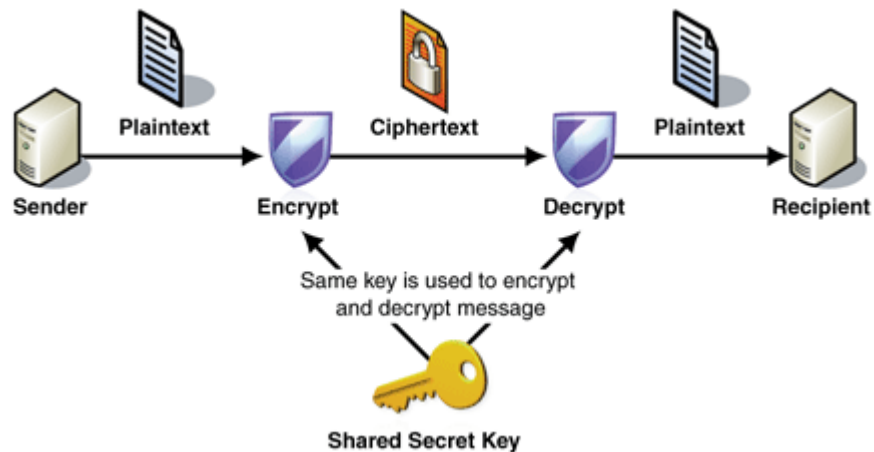 Plaintext
Ciphertext
Plaintext
Sender
Encrypt
Decrypt
Recipient
Same key is used to encrypt
and decrypt message
Shared Secret Key